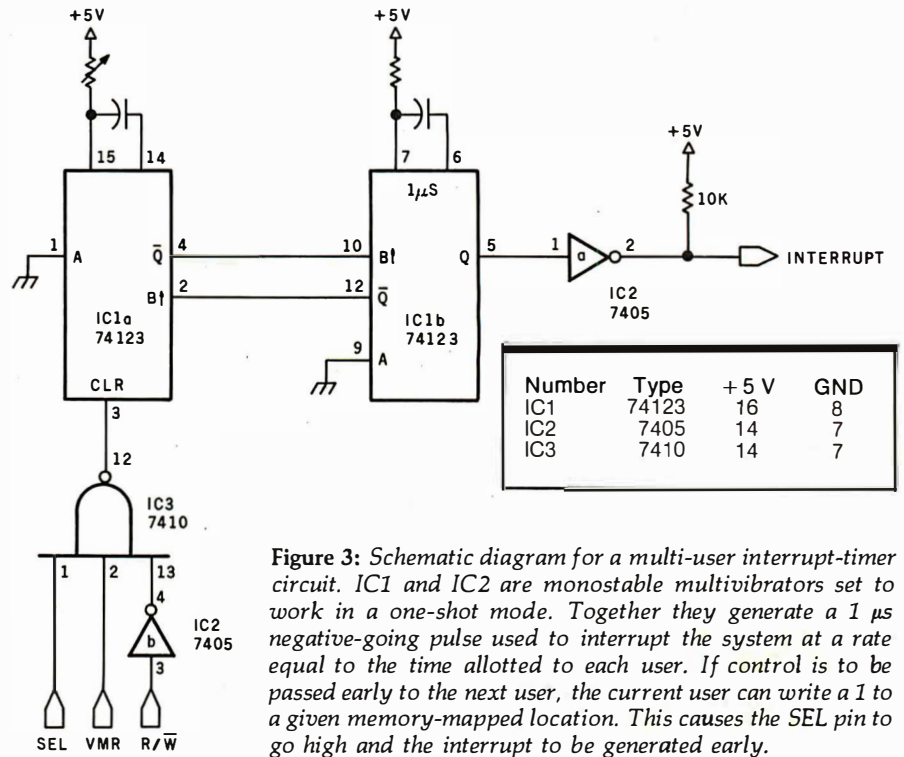 +5V
+5V
+5V
15
14
7
6
1µS
10K
1
A
Q̄
4
10
B↑
Q
5
1
a
2
INTERRUPT
B↑
2
12
Q̄
IC2
7405
IC1a
74123
IC1b
74123
9
A
CLR
3
12
IC3
7410
1
2
13
4
b
IC2
7405
3
SEL VMR R/W̄
Number Type +5 V GND
IC1 74123 16 8
IC2 7405 14 7
IC3 7410 14 7
Figure 3: Schematic diagram for a multi-user interrupt-timer
circuit. IC1 and IC2 are monostable multivibrators set to
work in a one-shot mode. Together they generate a 1 µs
negative-going pulse used to interrupt the system at a rate
equal to the time allotted to each user. If control is to be
passed early to the next user, the current user can write a 1 to
a given memory-mapped location. This causes the SEL pin to
go high and the interrupt to be generated early.